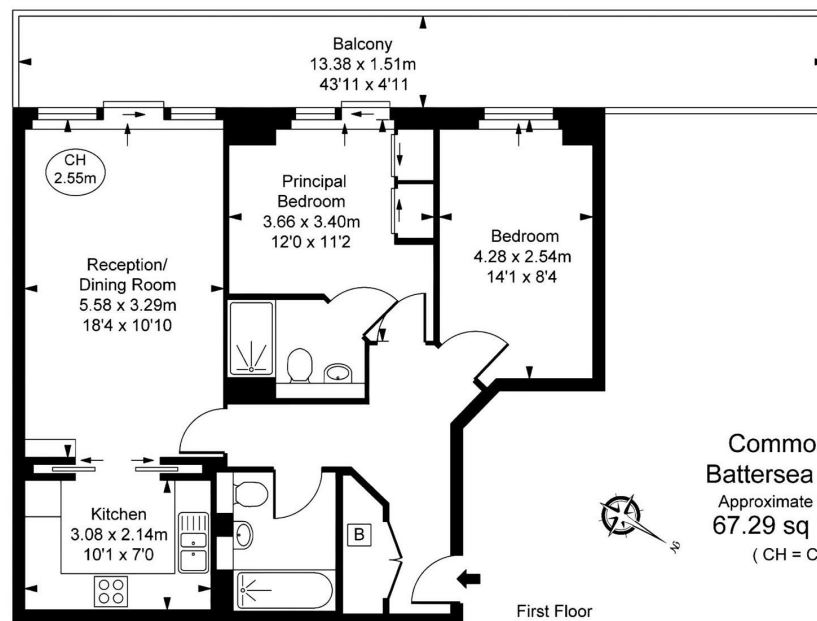 Balcony
13.38 x 1.51m
43'11 x 4'11
CH
2.55m
Principal
Bedroom
3.66 x 3.40m
12'0 x 11'2
Bedroom
4.28 x 2.54m
14'1 x 8'4
Reception/
Dining Room
5.58 x 3.29m
18'4 x 10'10
Kitchen
3.08 x 2.14m
10'1 x 7'0
B
First Floor
Commo
Battersea
Approximate
67.29 sq
( CH = C